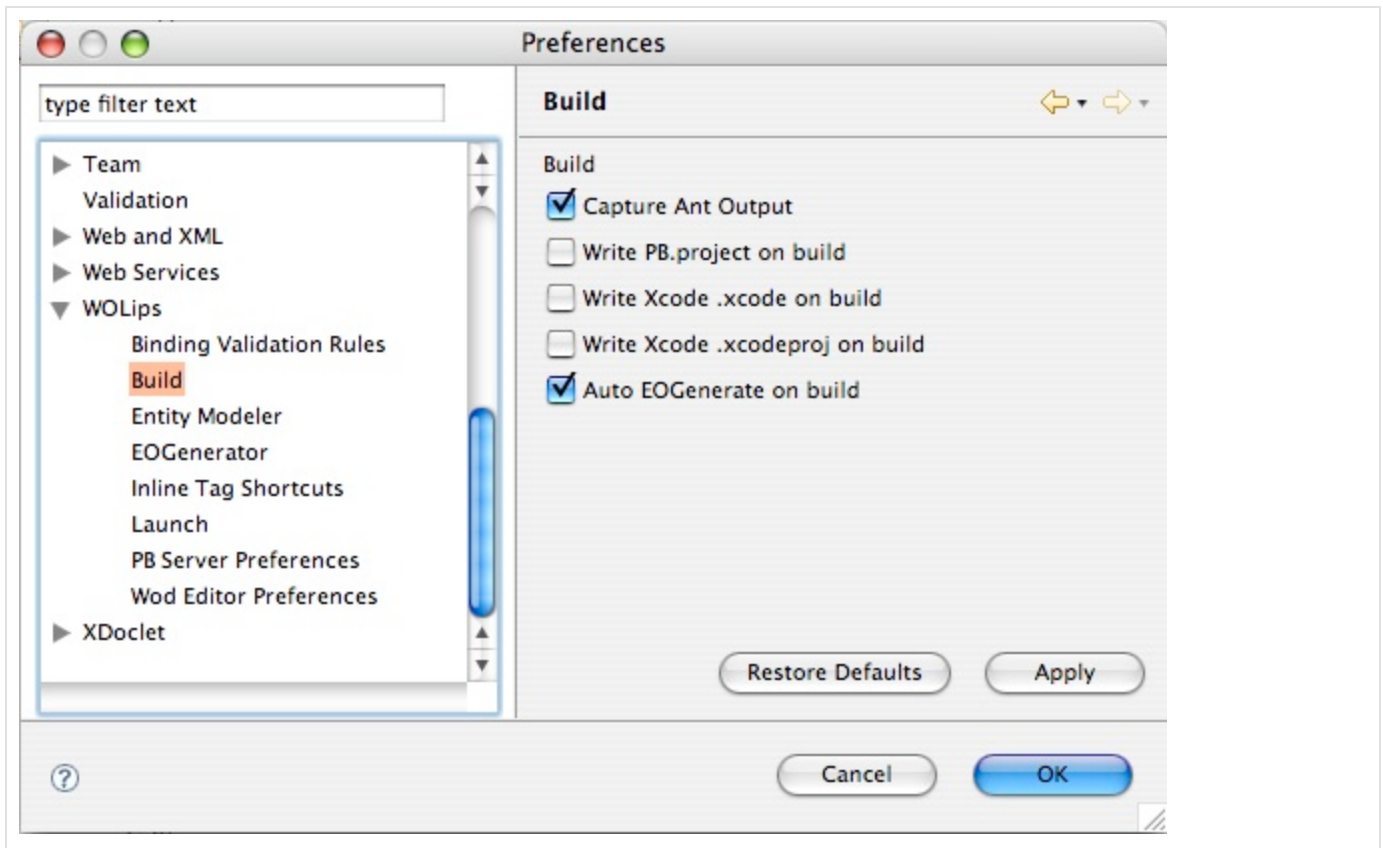 Preferences
type filter text
Team
Validation
Web and XML
Web Services
WOLips
Binding Validation Rules
Build
Entity Modeler
EOGenerator
Inline Tag Shortcuts
Launch
PB Server Preferences
Wod Editor Preferences
XDoclet
Build
Build
Capture Ant Output
Write PB.project on build
Write Xcode .xcode on build
Write Xcode .xcodeproj on build
Auto EOGenerate on build
Restore Defaults
Apply
?
Cancel
OK